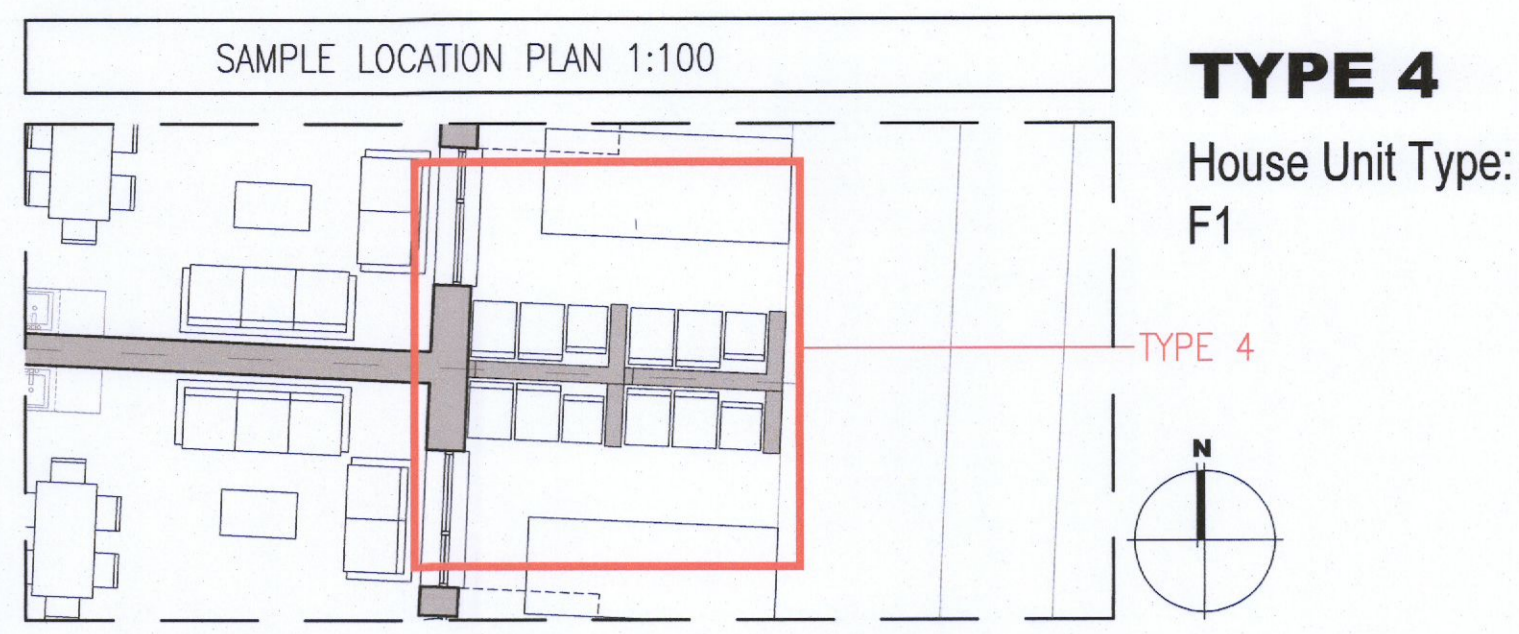 SAMPLE LOCATION PLAN 1:100
TYPE 4
House Unit Type:
F1
TYPE 4
N